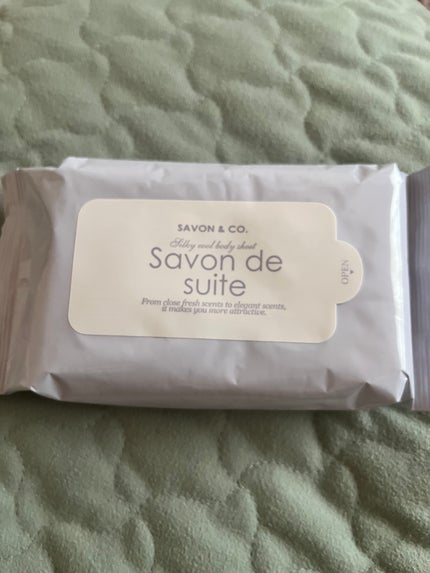 SAVON & CO.
Silky cool body sheet
Savon de
suite
From close fresh scents to elegant scents,
it makes you more attractive.
OPEN